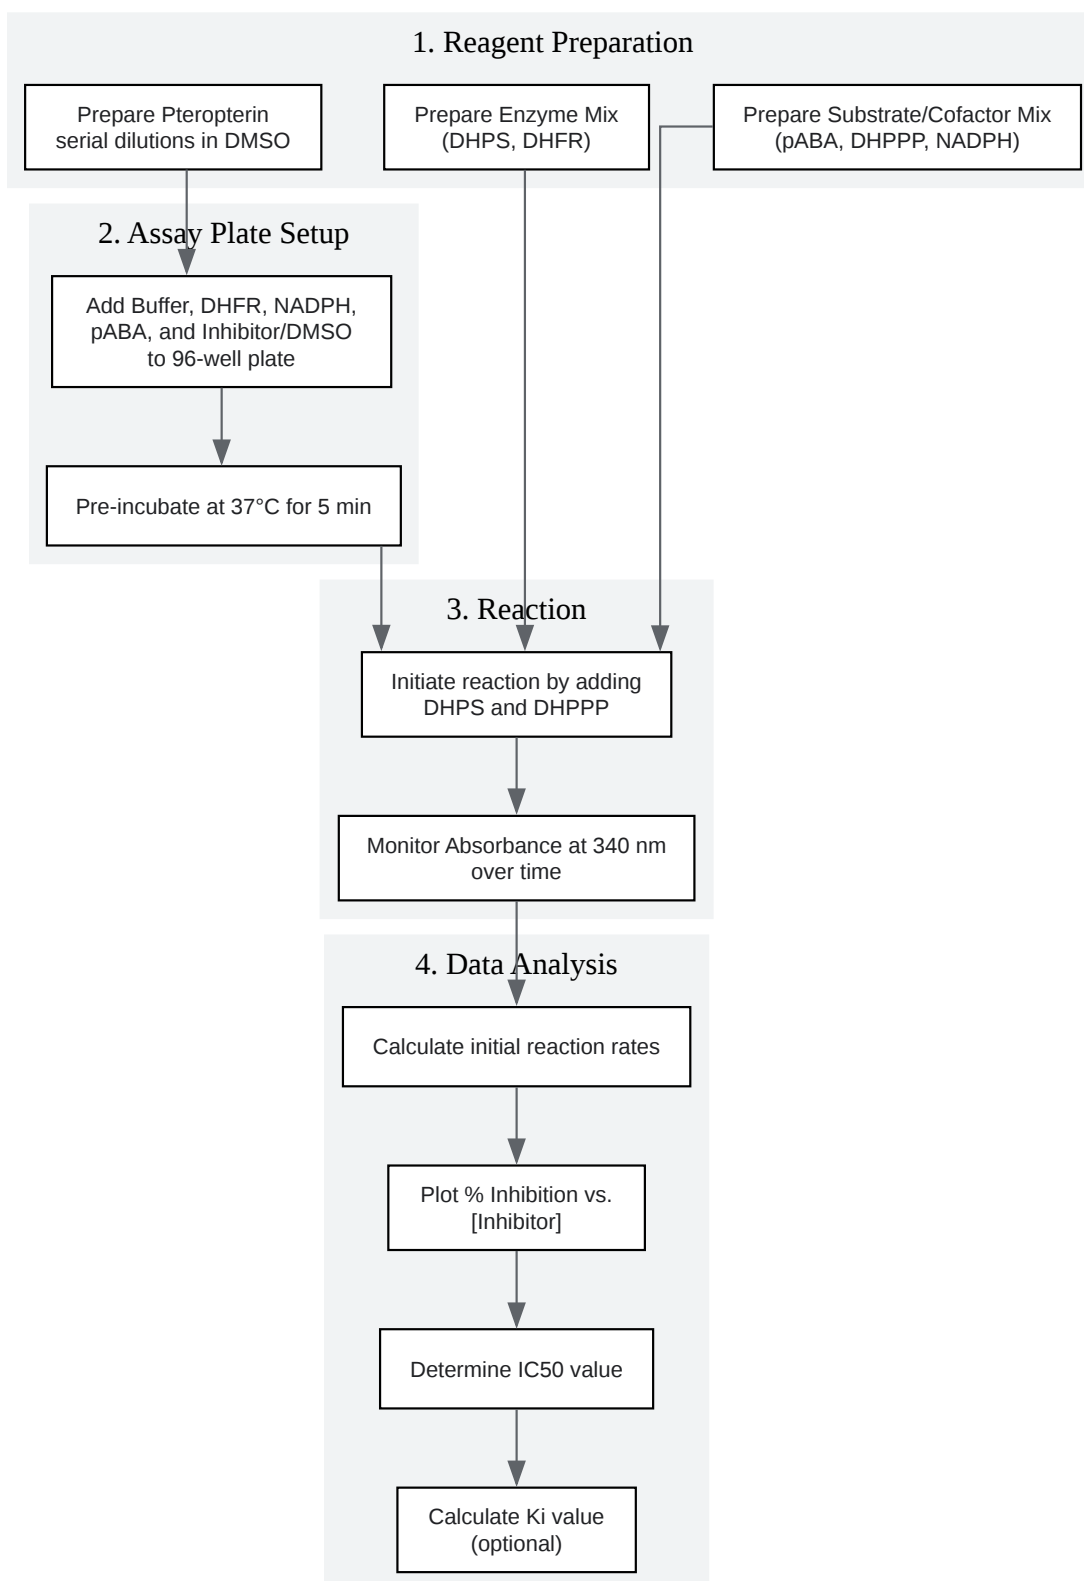 1. Reagent Preparation
Prepare Pteropterin
serial dilutions in DMSO
Prepare Enzyme Mix
(DHPS, DHFR)
Prepare Substrate/Cofactor Mix
(pABA, DHPPP, NADPH)
2. Assay Plate Setup
Add Buffer, DHFR, NADPH,
pABA, and Inhibitor/DMSO
to 96-well plate
Pre-incubate at 37°C for 5 min
3. Reaction
Initiate reaction by adding
DHPS and DHPPP
Monitor Absorbance at 340 nm
over time
4. Data Analysis
Calculate initial reaction rates
Plot % Inhibition vs.
[Inhibitor]
Determine IC50 value
Calculate Ki value
(optional)